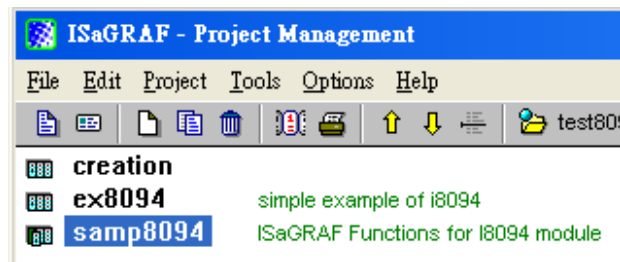 ISaGRAF - Project Management
File Edit Project Tools Options Help
test809
creation
ex8094 simple example of i8094
samp8094 ISaGRAF Functions for I8094 module